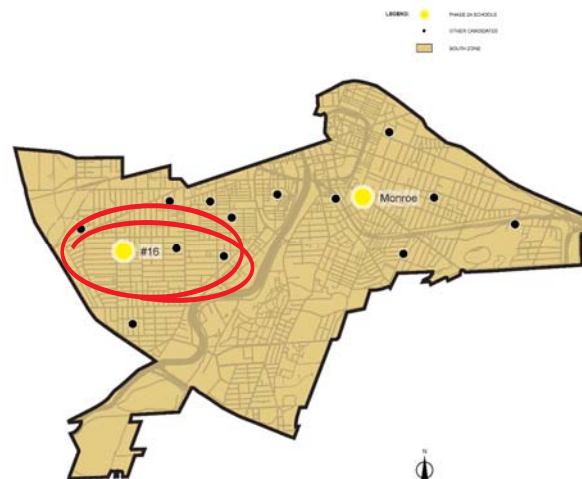 LEGEND: PHASE 2A SCHOOLS
OTHER CANDIDATES
SOUTH ZONE
Monroe
#16
N